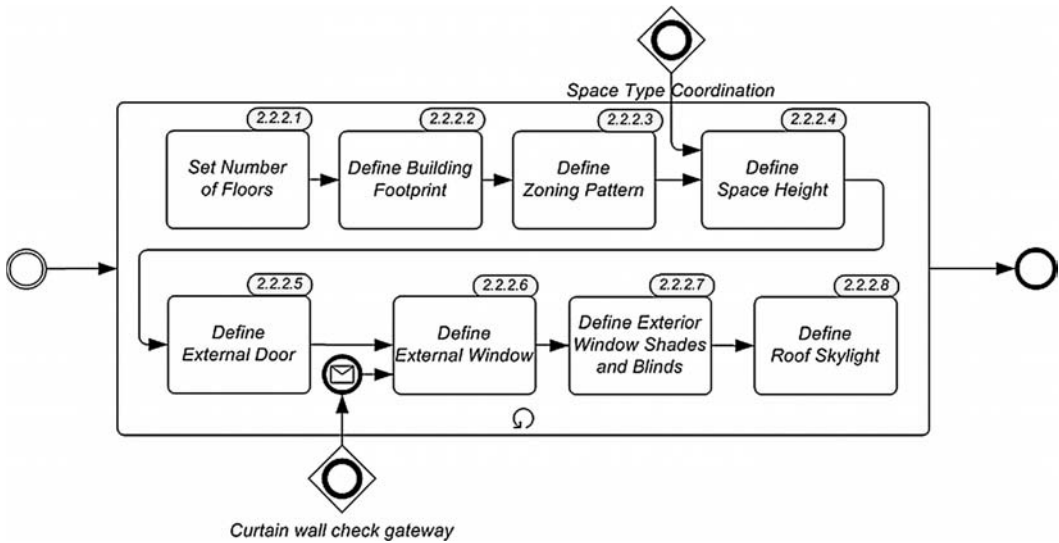 Space Type Coordination
2.2.2.1
Set Number
of Floors
2.2.2.2
Define Building
Footprint
2.2.2.3
Define
Zoning Pattern
2.2.2.4
Define
Space Height
2.2.2.5
Define
External Door
2.2.2.6
Define
External Window
2.2.2.7
Define Exterior
Window Shades
and Blinds
2.2.2.8
Define
Roof Skylight
Curtain wall check gateway